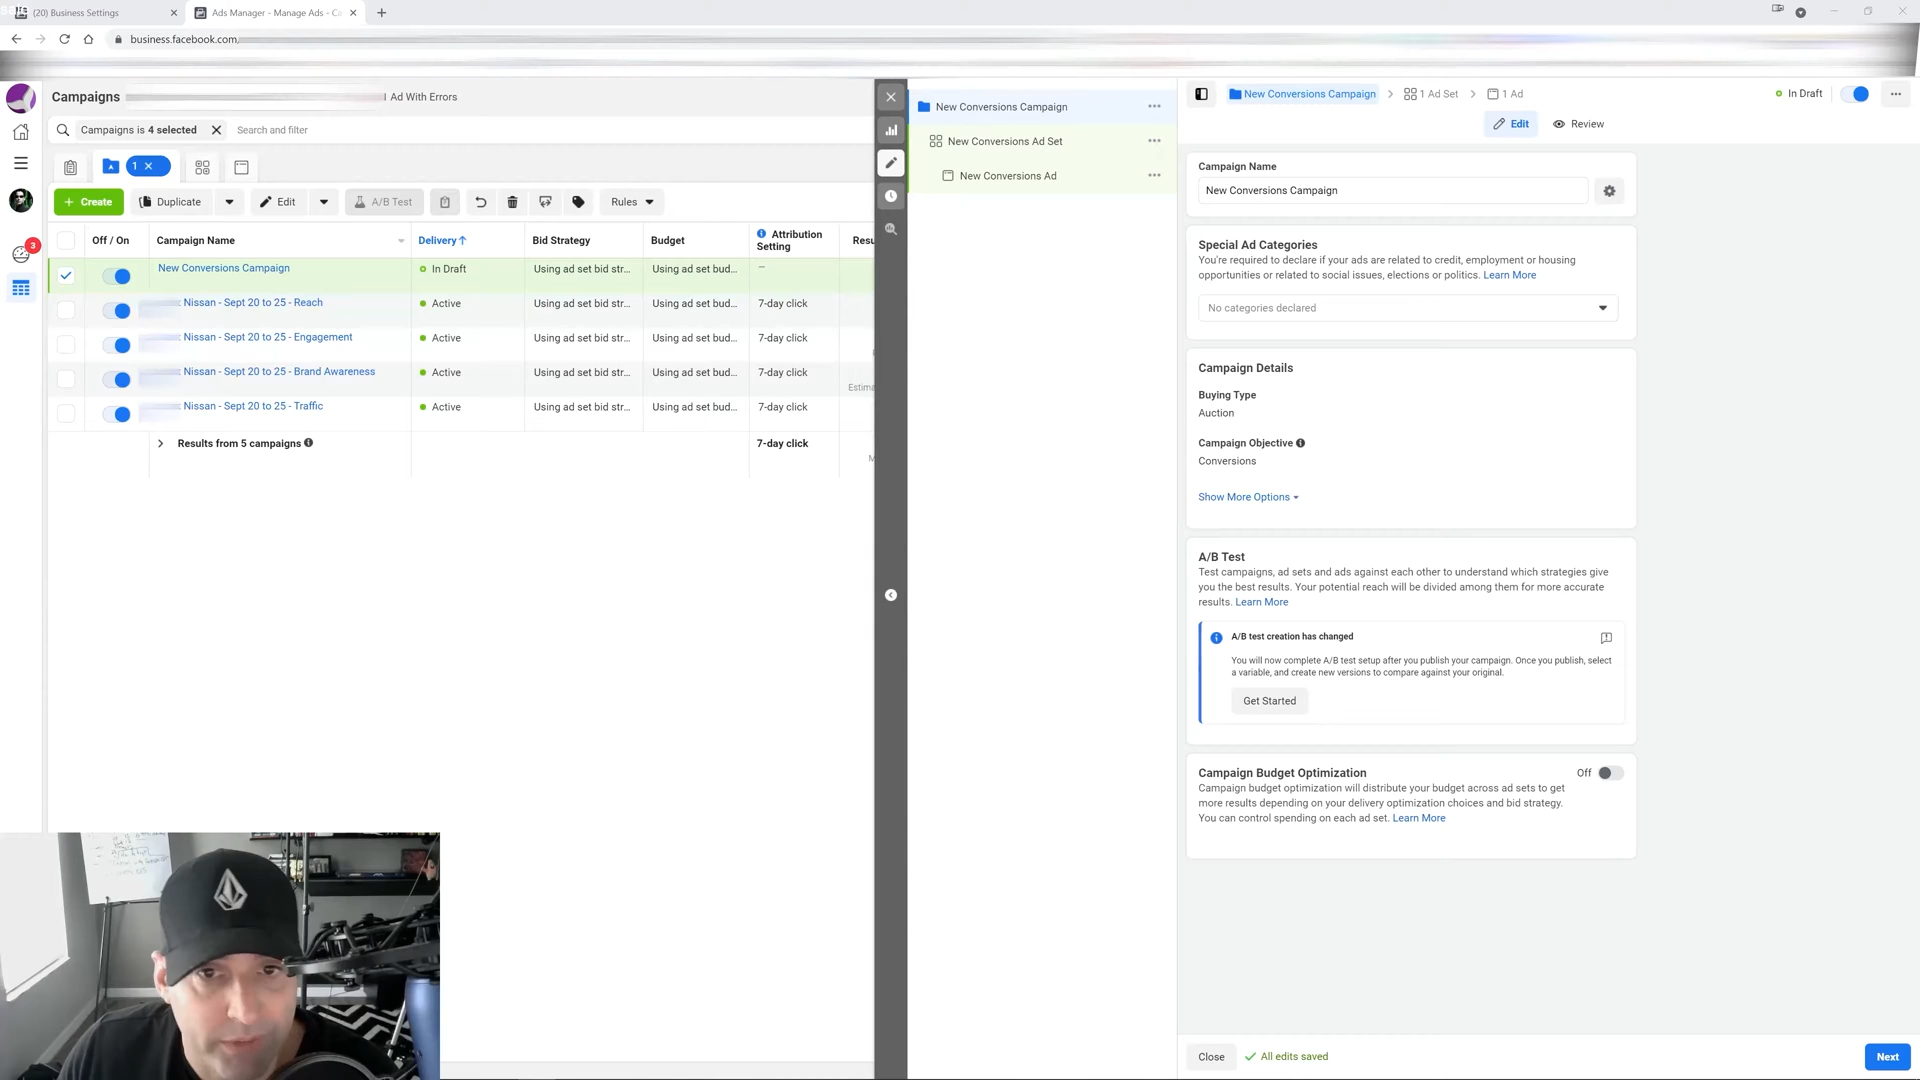 (20) Business Settings
Ads Manager - Manage Ads - C
business.facebook.com
Campaigns
Ad With Errors
Campaigns is 4 selected
Search and filter
1
Create
Duplicate
Edit
A/B Test
Rules
Off / On
Campaign Name
Delivery
Bid Strategy
Budget
Attribution
Setting
Resu
New Conversions Campaign
In Draft
Using ad set bid str...
Using ad set bud...
—
Nissan - Sept 20 to 25 - Reach
Active
Using ad set bid str...
Using ad set bud...
7-day click
Nissan - Sept 20 to 25 - Engagement
Active
Using ad set bid str...
Using ad set bud...
7-day click
Nissan - Sept 20 to 25 - Brand Awareness
Active
Using ad set bid str...
Using ad set bud...
7-day click
Estima
Nissan - Sept 20 to 25 - Traffic
Active
Using ad set bid str...
Using ad set bud...
7-day click
Results from 5 campaigns
7-day click
M
3
New Conversions Campaign
New Conversions Ad Set
New Conversions Ad
New Conversions Campaign
1 Ad Set
1 Ad
In Draft
Edit
Review
Campaign Name
New Conversions Campaign
Special Ad Categories
You're required to declare if your ads are related to credit, employment or housing
opportunities or related to social issues, elections or politics. Learn More
No categories declared
Campaign Details
Buying Type
Auction
Campaign Objective
Conversions
Show More Options
A/B Test
Test campaigns, ad sets and ads against each other to understand which strategies give
you the best results. Your potential reach will be divided among them for more accurate
results. Learn More
A/B test creation has changed
You will now complete A/B test setup after you publish your campaign. Once you publish, select
a variable, and create new versions to compare against your original.
Get Started
Campaign Budget Optimization
Off
Campaign budget optimization will distribute your budget across ad sets to get
more results depending on your delivery optimization choices and bid strategy.
You can control spending on each ad set. Learn More
Close
All edits saved
Next